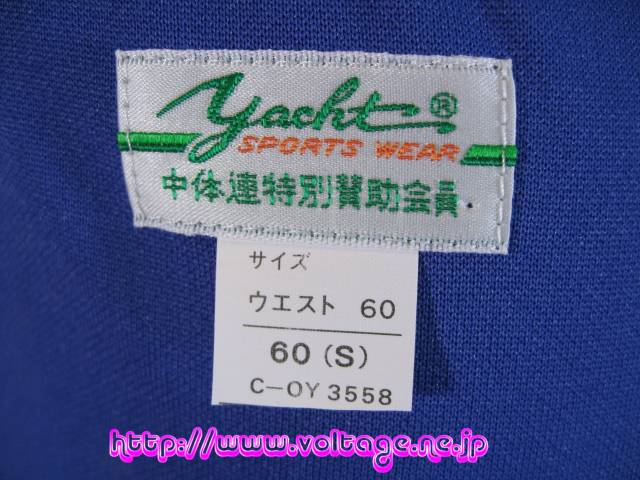 yacht®
SPORTS WEAR
中体連特別賛助会員
サイズ
ウエスト 60
60 (S)
C-OY 3558
http://www.voltage.ne.jp